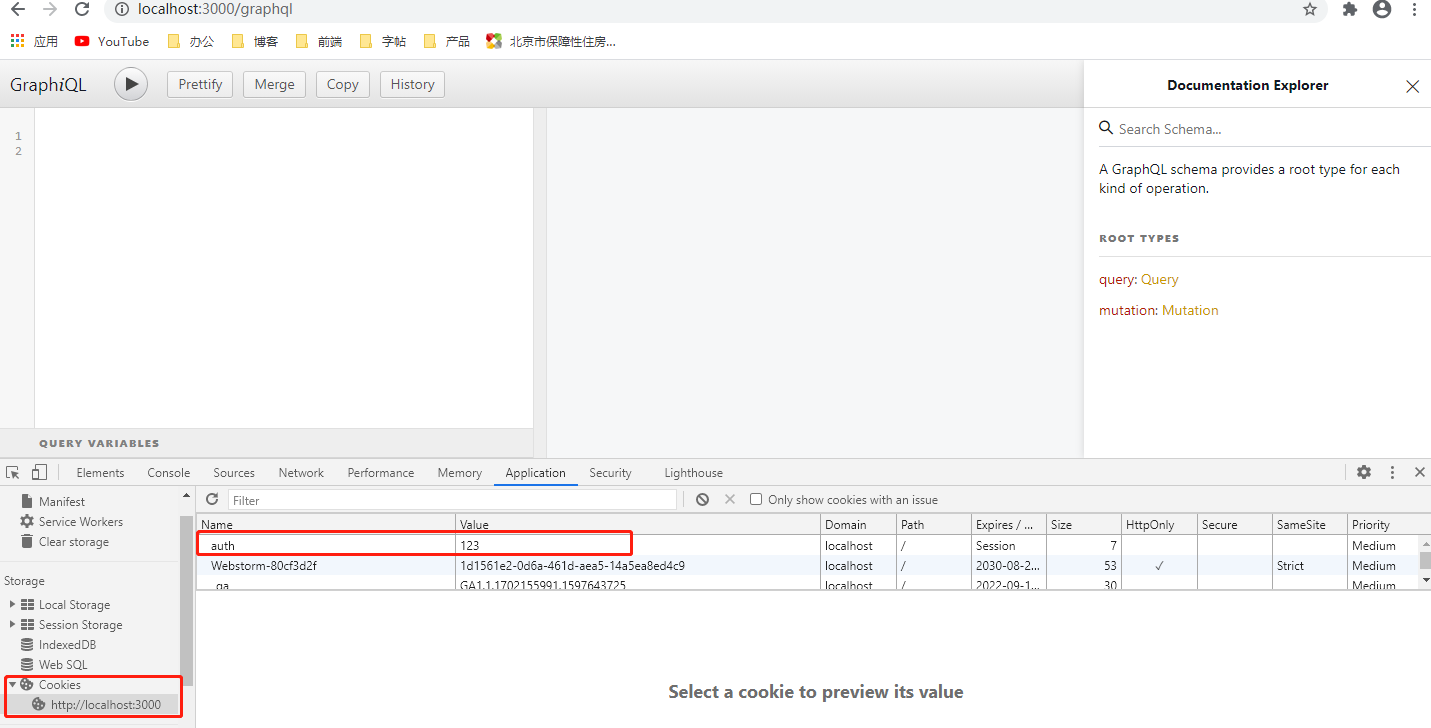 localhost:3000/graphql
应用 YouTube 办公 博客 前端 字帖 产品 北京市保障性住房...
GraphiQL Prettify Merge Copy History
Documentation Explorer
Search Schema...
A GraphQL schema provides a root type for each
kind of operation.
ROOT TYPES
query: Query
mutation: Mutation
1
2
QUERY VARIABLES
Elements Console Sources Network Performance Memory Application Security Lighthouse
Manifest
Service Workers
Clear storage
Storage
Local Storage
Session Storage
IndexedDB
Web SQL
Cookies
http://localhost:3000
Filter Only show cookies with an issue
Name Value Domain Path Expires / ... Size HttpOnly Secure SameSite Priority
auth 123 localhost / Session 7 Medium
Webstorm-80cf3d2f 1d1561e2-0d6a-461d-aea5-14a5ea8ed4c9 localhost / 2030-08-2... 53 ✓ Strict Medium
_ga GA1.1.1702155991.1597643725 localhost / 2022-09-1... 30 Medium
Select a cookie to preview its value